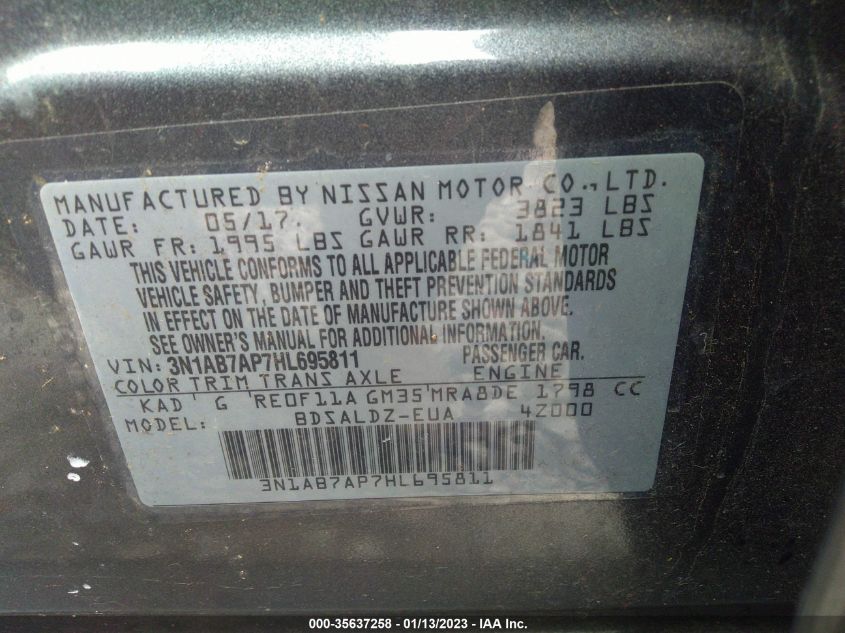 MANUFACTURED BY NISSAN MOTOR CO.,LTD.
DATE: 05/17. GVWR: 3823 LBS
GAWR FR: 1995 LBS GAWR RR: 1841 LBS
THIS VEHICLE CONFORMS TO ALL APPLICABLE FEDERAL MOTOR
VEHICLE SAFETY, BUMPER AND THEFT PREVENTION STANDARDS
IN EFFECT ON THE DATE OF MANUFACTURE SHOWN ABOVE.
SEE OWNER'S MANUAL FOR ADDITIONAL INFORMATION.
VIN: 3N1AB7AP7HL695811 PASSENGER CAR.
COLOR TRIM TRANS AXLE ENGINE
KAD' G 'RE0F11A GM35'MRA8DE 1798 CC
MODEL: BDSALDZ-EUA 4Z000
3N1AB7AP7HL695811
000-35637258 - 01/13/2023 - IAA Inc.